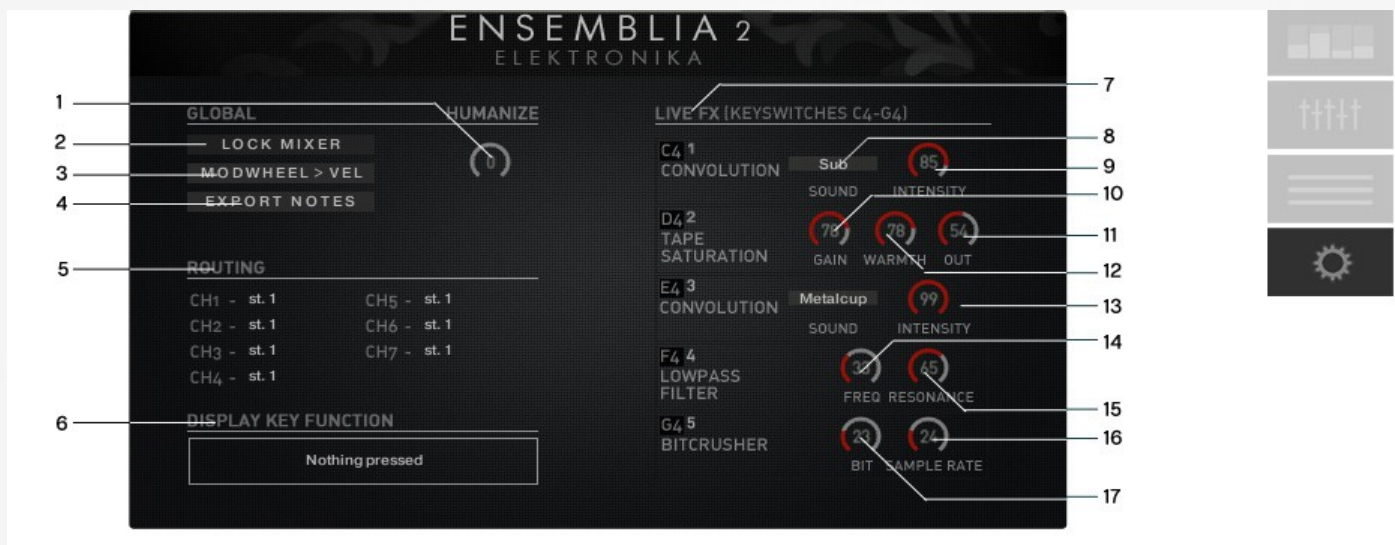 ENSEMBLIA 2
ELEKTRONIKA
1
GLOBAL HUMANIZE
2 LOCK MIXER 0
3 MODWHEEL > VEL
4 EXPORT NOTES
5 ROUTING
CH1 - st. 1 CH5 - st. 1
CH2 - st. 1 CH6 - st. 1
CH3 - st. 1 CH7 - st. 1
CH4 - st. 1
6 DISPLAY KEY FUNCTION
Nothing pressed
7
LIVE FX (KEYSWITCHES C4-G4)
8
C4 1 Sub 85
CONVOLUTION 9
SOUND INTENSITY 10
D4 2 78 78 54
TAPE 11
SATURATION GAIN WARMTH OUT
12
E4 3 Metalcup 99
CONVOLUTION 13
SOUND INTENSITY
14
F4 4 33 65
LOWPASS
FILTER FREQ RESONANCE
15
G4 5 23 24 16
BITCRUSHER
BIT SAMPLE RATE
17